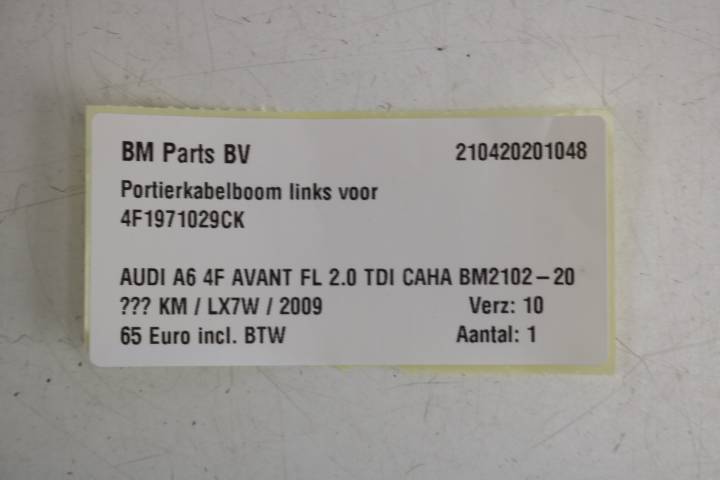 BM Parts BV 210420201048
Portierkabelboom links voor
4F1971029CK
AUDI A6 4F AVANT FL 2.0 TDI CAHA BM2102-20
??? KM / LX7W / 2009 Verz: 10
65 Euro incl. BTW Aantal: 1